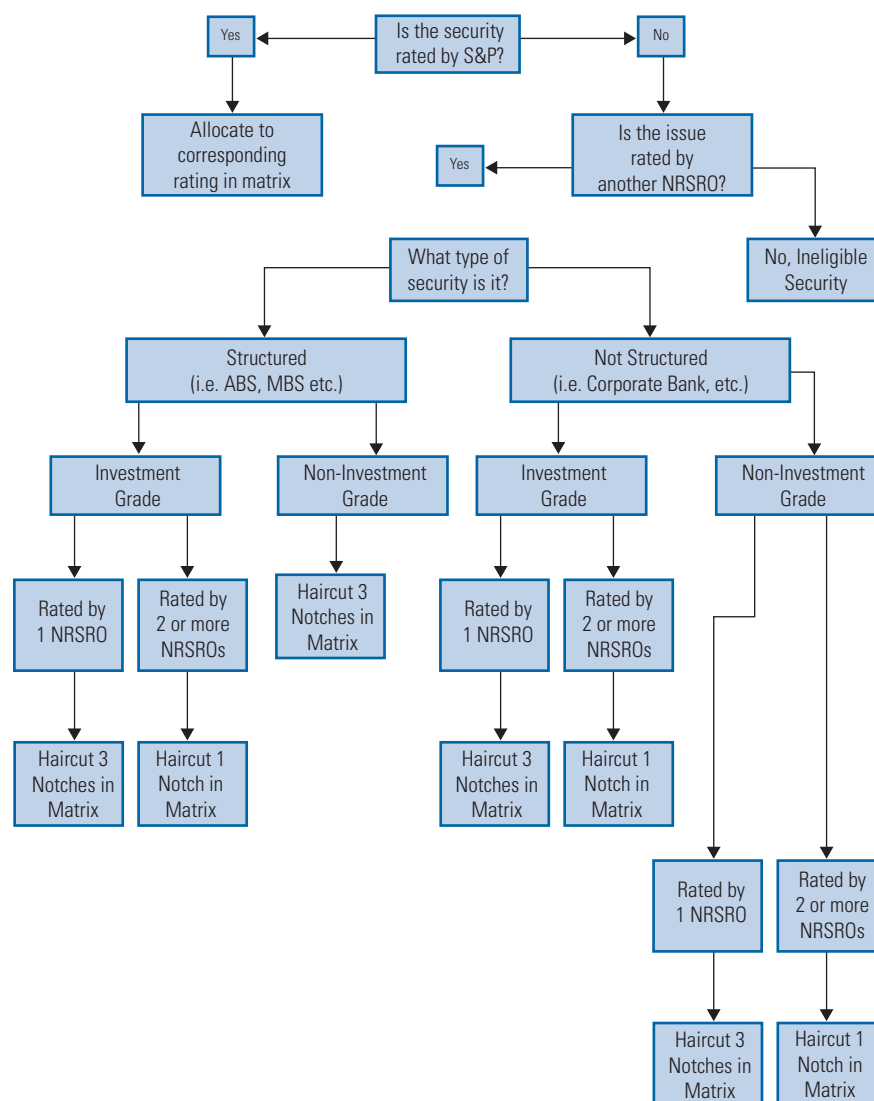 Yes
Is the security
rated by S&P?
No
Allocate to
corresponding
rating in matrix
Yes
Is the issue
rated by
another NRSRO?
No, Ineligible
Security
What type of
security is it?
Structured
(i.e. ABS, MBS etc.)
Not Structured
(i.e. Corporate Bank, etc.)
Investment
Grade
Non-Investment
Grade
Investment
Grade
Non-Investment
Grade
Rated by
1 NRSRO
Rated by
2 or more
NRSROs
Haircut 3
Notches in
Matrix
Rated by
1 NRSRO
Rated by
2 or more
NRSROs
Haircut 3
Notches in
Matrix
Haircut 1
Notch in
Matrix
Haircut 3
Notches in
Matrix
Haircut 1
Notch in
Matrix
Rated by
1 NRSRO
Rated by
2 or more
NRSROs
Haircut 3
Notches in
Matrix
Haircut 1
Notch in
Matrix